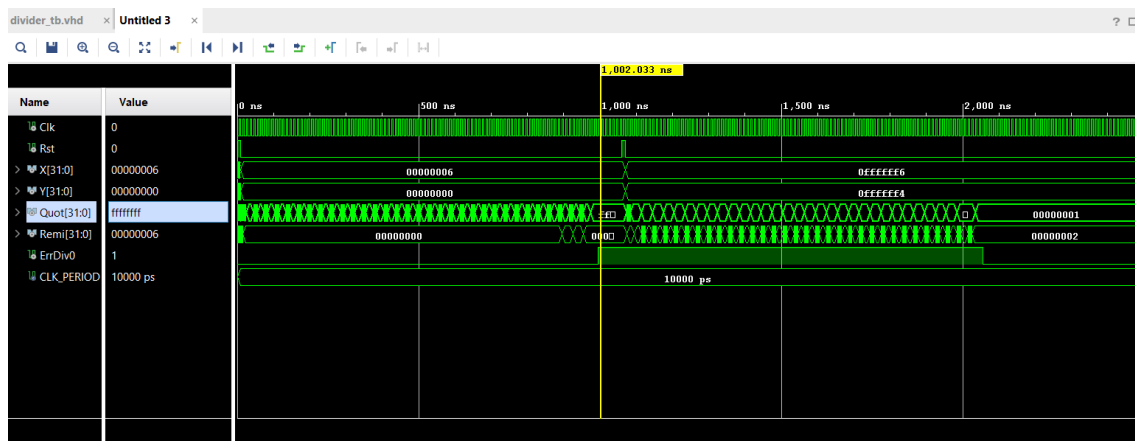 divider_tb.vhd × Untitled 3 ×
?
1,002.033 ns
Name Value
0 ns 500 ns 1,000 ns 1,500 ns 2,000 ns
Clk 0
Rst 0
X[31:0] 00000006 00000006 0ffffff6
Y[31:0] 00000000 00000000 0ffffff4
Quot[31:0] ffffffff 00000001
Remi[31:0] 00000006 00000000 000 00000002
ErrDiv0 1
CLK_PERIOD 10000 ps 10000 ps